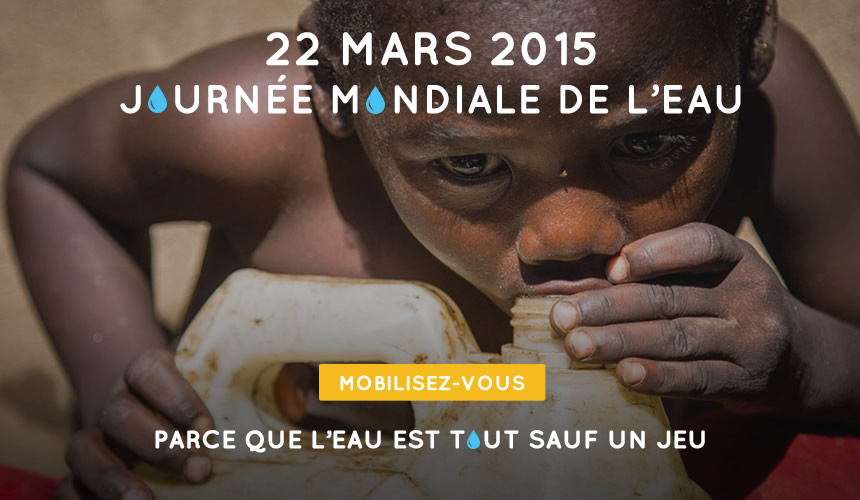 22 MARS 2015
JOURNÉE MONDIALE DE L'EAU
MOBILISEZ-VOUS
PARCE QUE L'EAU EST TOUT SAUF UN JEU